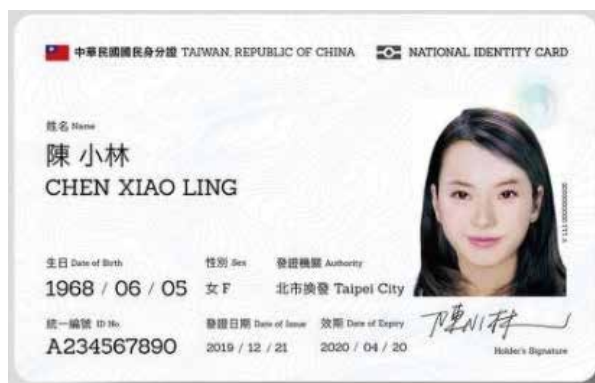 中華民國國民身分證 TAIWAN, REPUBLIC OF CHINA NATIONAL IDENTITY CARD
姓名 Name
陳 小林
CHEN XIAO LING
生日 Date of Birth 性別 Sex 發證機關 Authority
1968 / 06 / 05 女 F 北市換發 Taipei City
統一編號 ID No. 發證日期 Date of Issue 效期 Date of Expiry
A234567890 2019 / 12 / 21 2020 / 04 / 20
陳小林
Holder's Signature